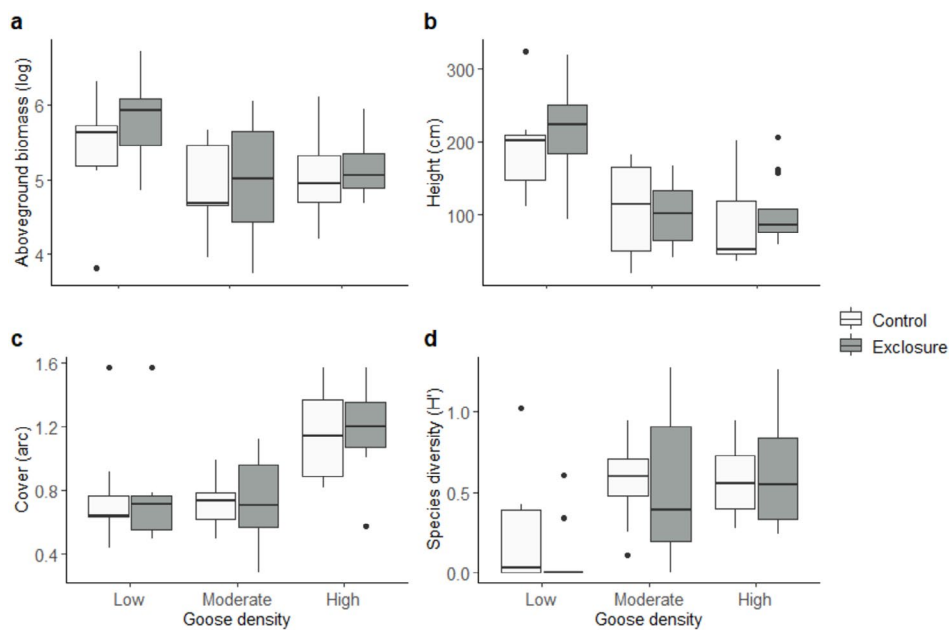 a
Aboveground biomass (log)
6
5
4
b
Height (cm)
300
200
100
Control
Exclosure
c
Cover (arc)
1.6
1.2
0.8
0.4
Low Moderate High
Goose density
d
Species diversity (H')
1.0
0.5
0.0
Low Moderate High
Goose density